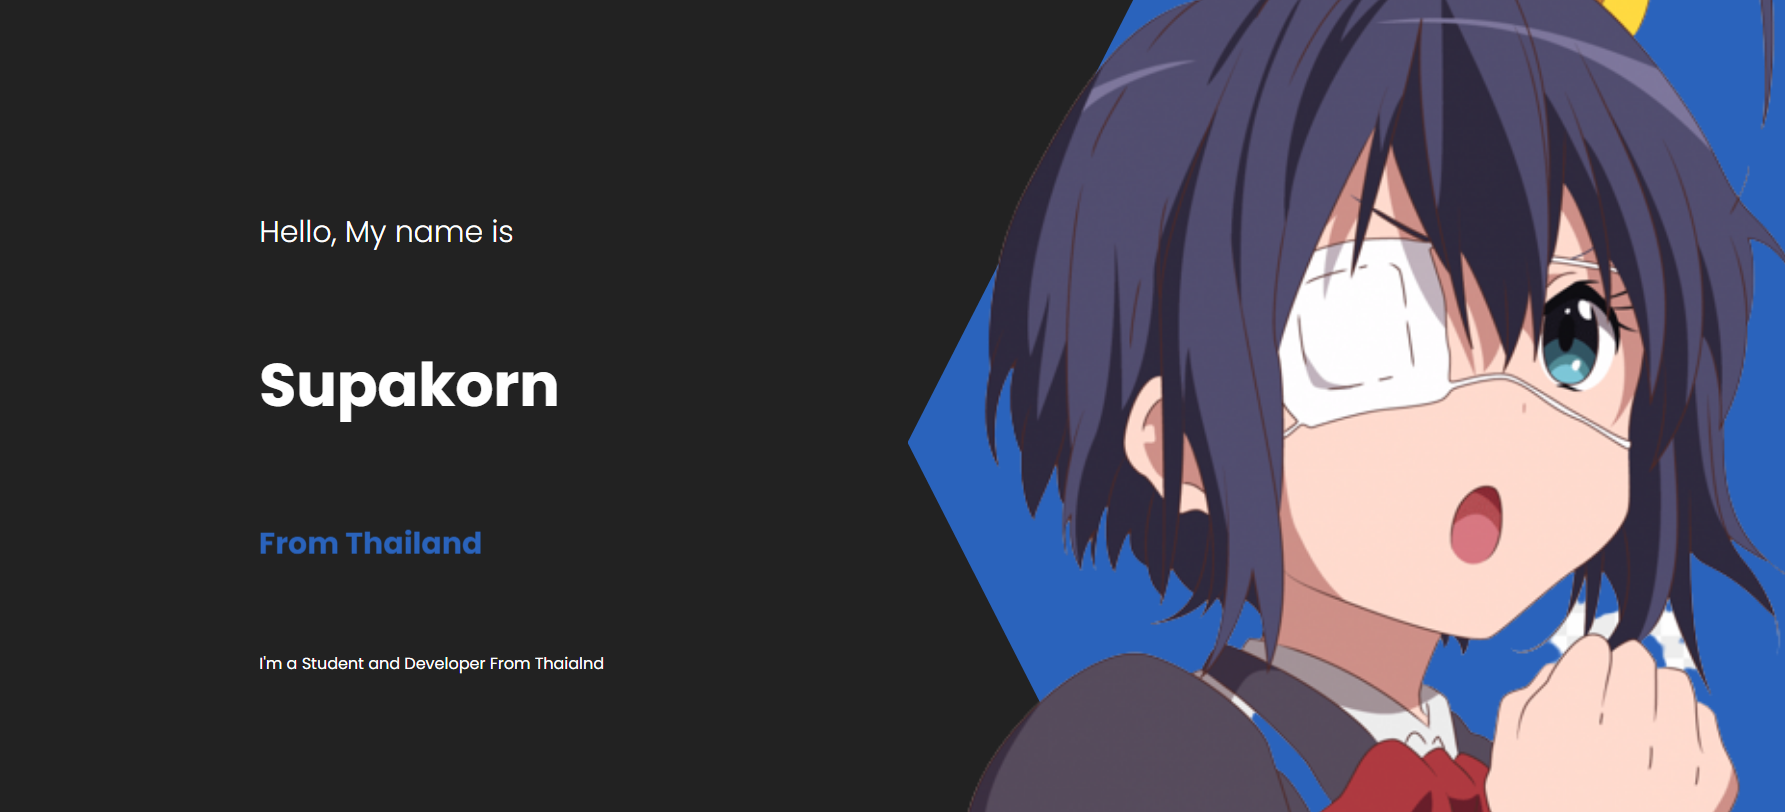 Hello, My name is
Supakorn
From Thailand
I'm a Student and Developer From Thaialnd